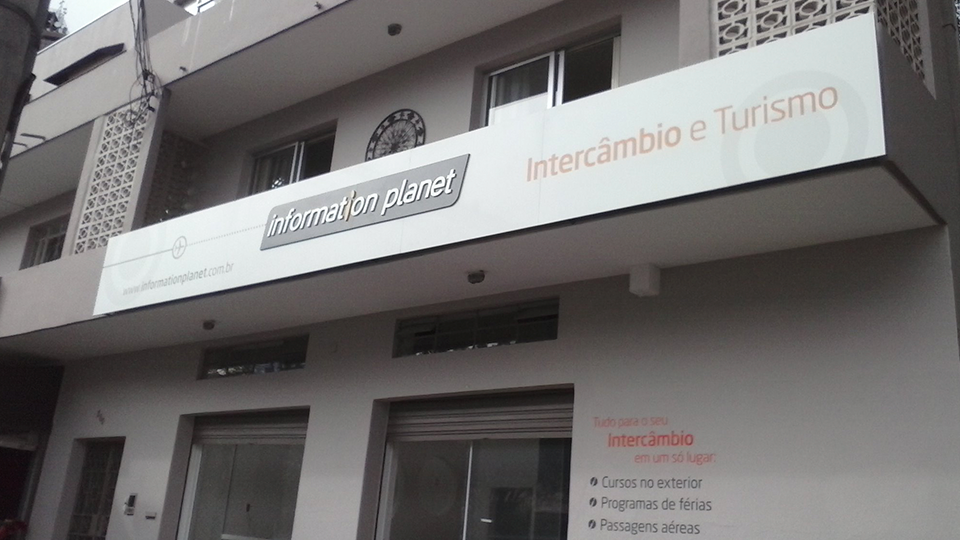 Intercâmbio e Turismo
information planet
www.informationplanet.com.br
Tudo para o seu
Intercâmbio
em um só lugar:
Cursos no exterior
Programas de férias
Passagens aéreas